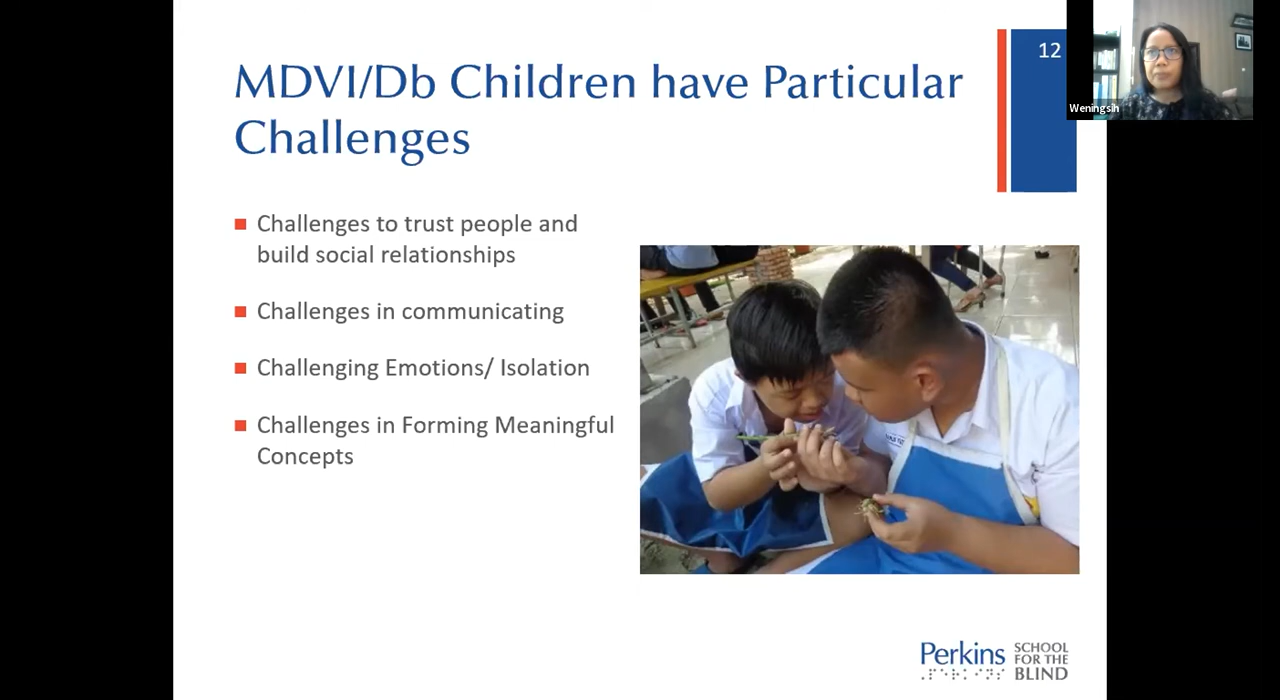 MDVI/Db Children have Particular
Challenges
12
Weningsih
Challenges to trust people and
build social relationships
Challenges in communicating
Challenging Emotions/ Isolation
Challenges in Forming Meaningful
Concepts
Perkins
SCHOOL
FOR THE
BLIND